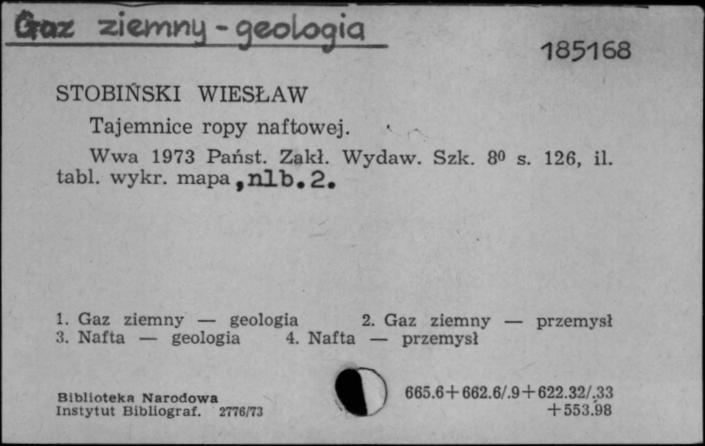 Gaz ziemny - geologia
185168
STOBIŃSKI WIESŁAW
Tajemnice ropy naftowej.
Wwa 1973 Państ. Zakł. Wydaw. Szk. 8⁰ s. 126, il.
tabl. wykr. mapa, nlb. 2.
1. Gaz ziemny — geologia 2. Gaz ziemny — przemysł
3. Nafta — geologia 4. Nafta — przemysł
Biblioteka Narodowa
Instytut Bibliograf. 2776/73
665.6+662.6/.9+622.32/.33
+553.98